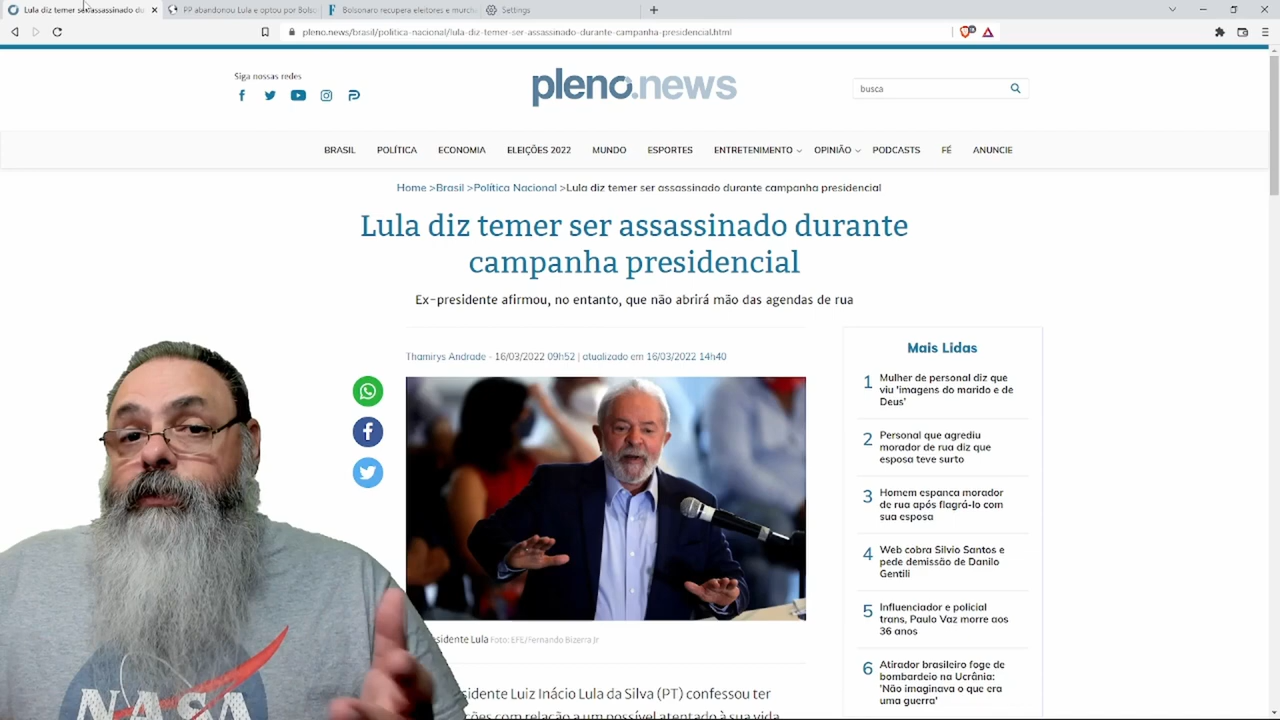 Lula diz temer ser assassinado du
PP abandonou Lula e optou por Bols
Bolsonaro recupera eleitores e murch
Settings
pleno.news/brasil/politica-nacional/lula-diz-temer-ser-assassinado-durante-campanha-presidencial.html
Siga nossas redes
pleno.news
busca
BRASIL
POLÍTICA
ECONOMIA
ELEIÇÕES 2022
MUNDO
ESPORTES
ENTRETENIMENTO
OPINIÃO
PODCASTS
FÉ
ANUNCIE
Home >Brasil >Política Nacional >Lula diz temer ser assassinado durante campanha presidencial
Lula diz temer ser assassinado durante
campanha presidencial
Ex-presidente afirmou, no entanto, que não abrirá mão das agendas de rua
Thamirys Andrade - 16/03/2022 09h52 | atualizado em 16/03/2022 14h40
sidente Lula Foto: EFE/Fernando Bizerra Jr
sidente Luiz Inácio Lula da Silva (PT) confessou ter
ções com relação a um possível atentado à sua vida
Mais Lidas
1 Mulher de personal diz que
viu 'imagens do marido e de
Deus'
2 Personal que agrediu
morador de rua diz que
esposa teve surto
3 Homem espanca morador
de rua após flagrá-lo com
sua esposa
4 Web cobra Silvio Santos e
pede demissão de Danilo
Gentili
5 Influenciador e policial
trans, Paulo Vaz morre aos
36 anos
6 Atirador brasileiro foge de
bombardeio na Ucrânia:
'Não imaginava o que era
uma guerra'